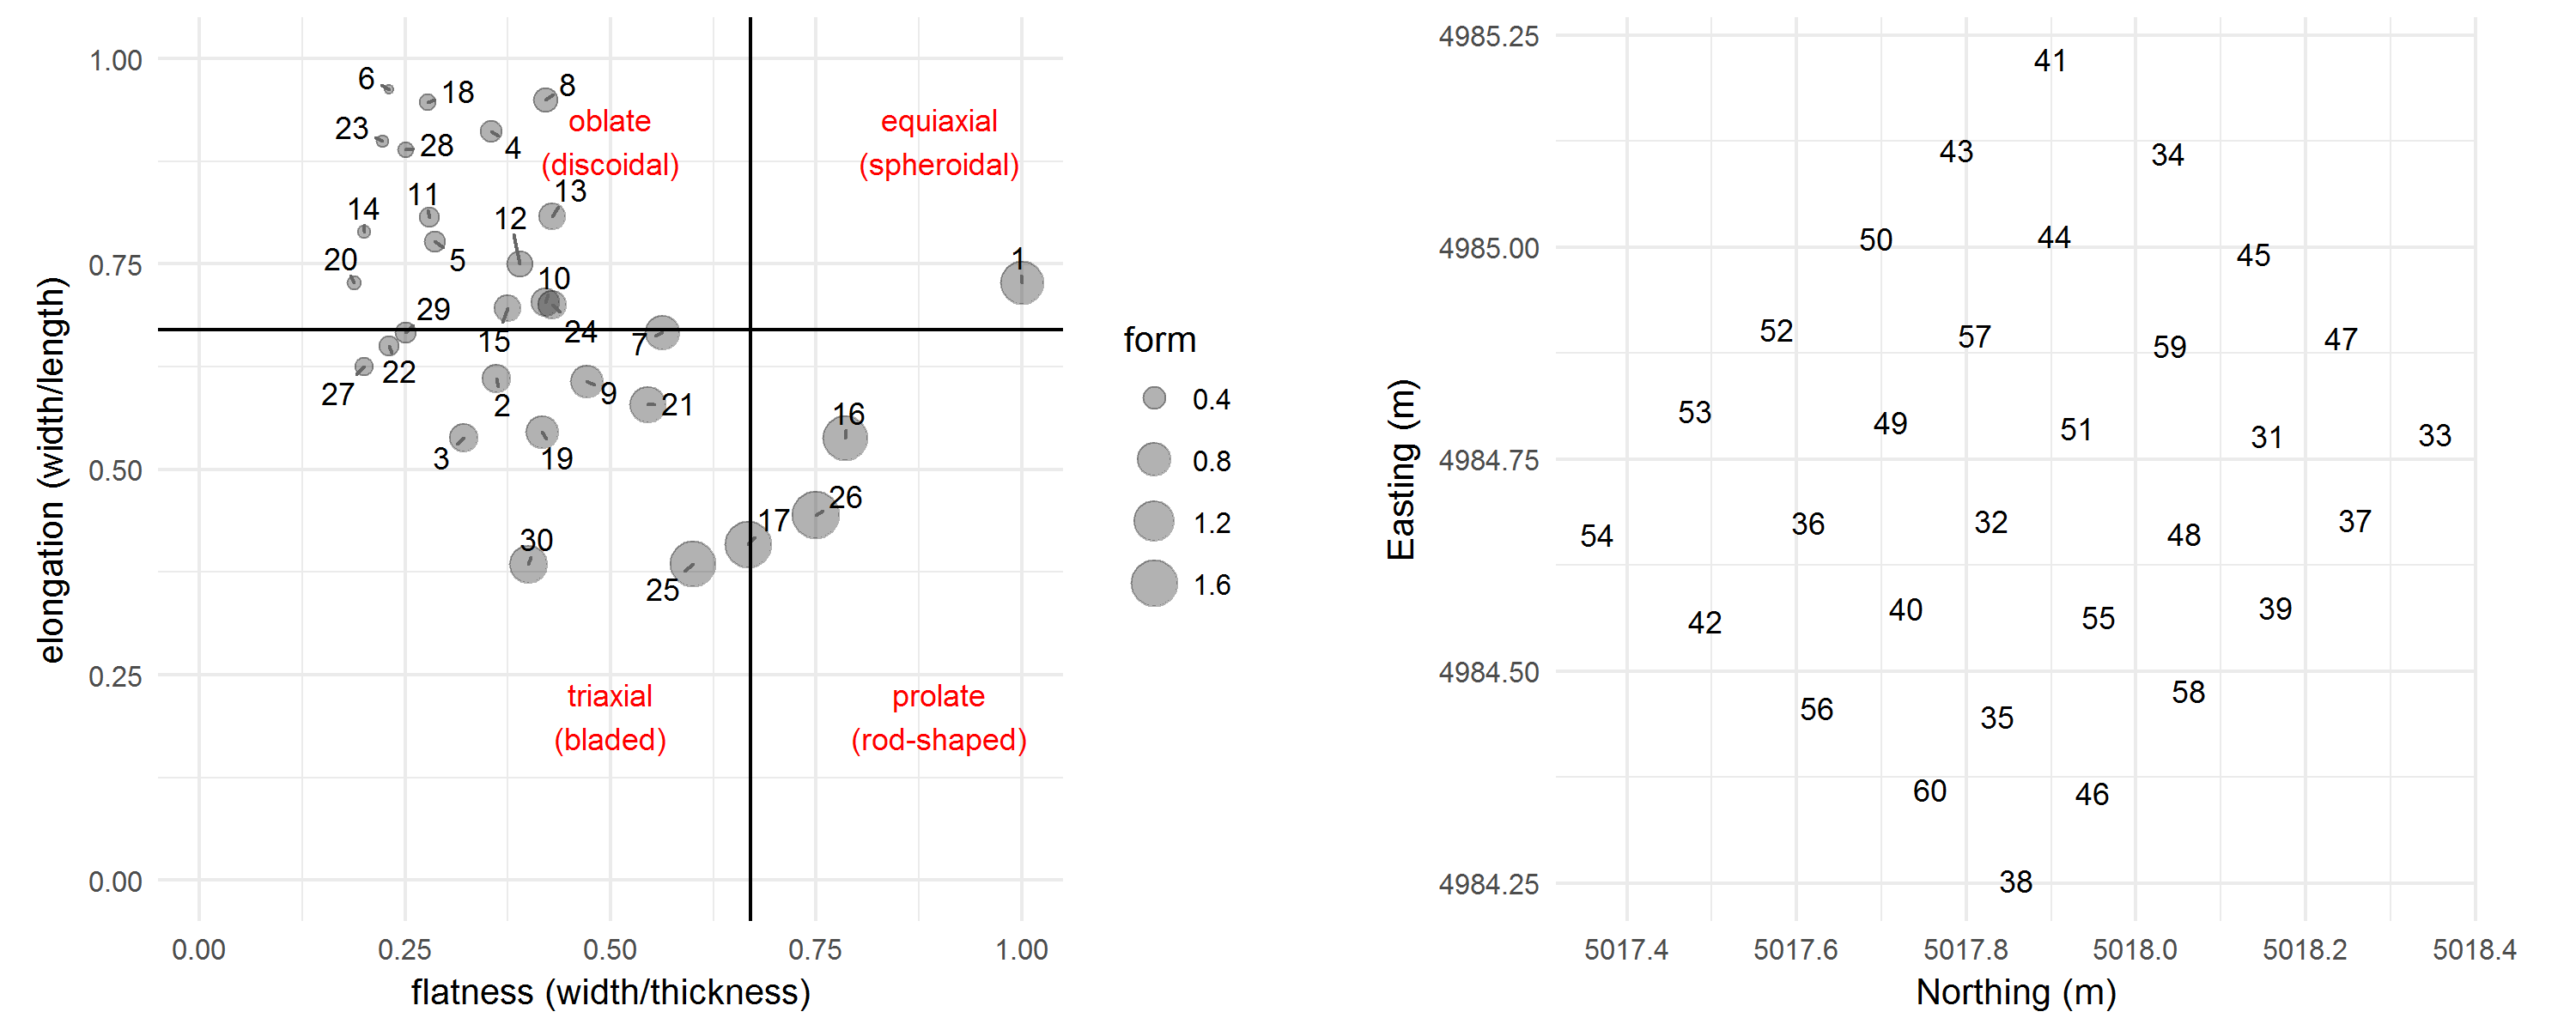 1.00
0.75
0.50
0.25
0.00
elongation (width/length)
6
18
8
23
28
4
oblate
(discoidal)
equiaxial
(spheroidal)
11
13
14
12
20
5
10
1
29
15
24
7
22
27
2
9
21
3
19
16
26
17
30
25
triaxial
(bladed)
prolate
(rod-shaped)
0.00 0.25 0.50 0.75 1.00
flatness (width/thickness)
form
0.4
0.8
1.2
1.6
4985.25
4985.00
4984.75
4984.50
4984.25
Easting (m)
41
43 34
50 44 45
52 57 59 47
53 49 51 31 33
54 36 32 48 37
42 40 55 39
56 35 58
60 46
38
5017.4 5017.6 5017.8 5018.0 5018.2 5018.4
Northing (m)